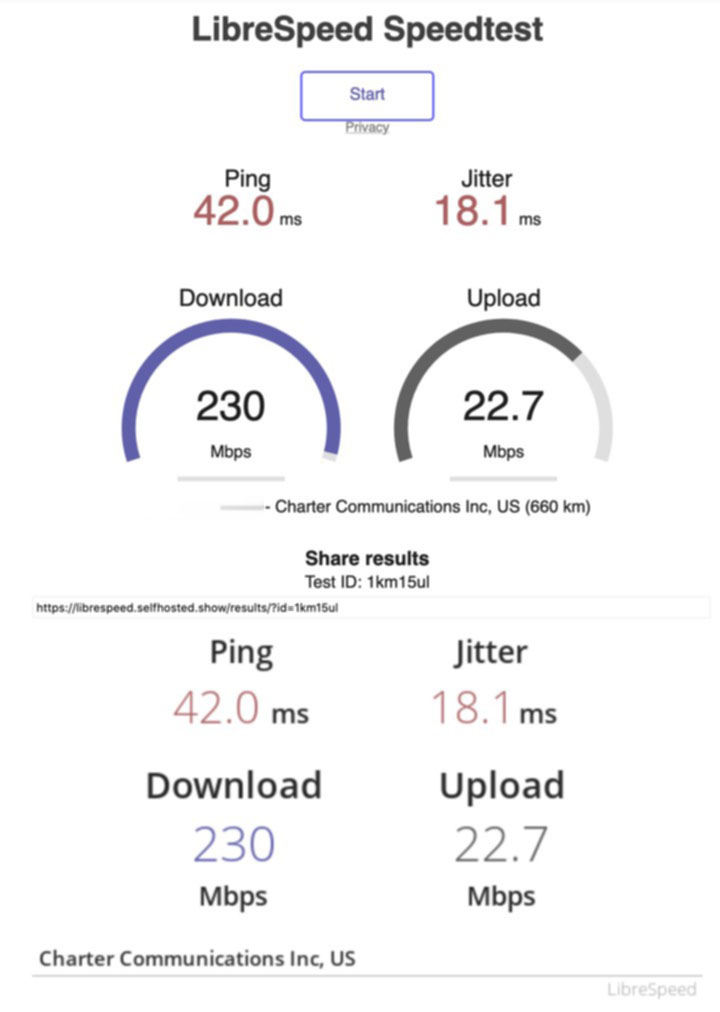 LibreSpeed Speedtest
Start
Privacy
Ping Jitter
42.0 ms 18.1 ms
Download Upload
230 22.7
Mbps Mbps
- Charter Communications Inc, US (660 km)
Share results
Test ID: 1km15ul
https://librespeed.selfhosted.show/results/?id=1km15ul
Ping Jitter
42.0 ms 18.1 ms
Download Upload
230 22.7
Mbps Mbps
Charter Communications Inc, US
LibreSpeed